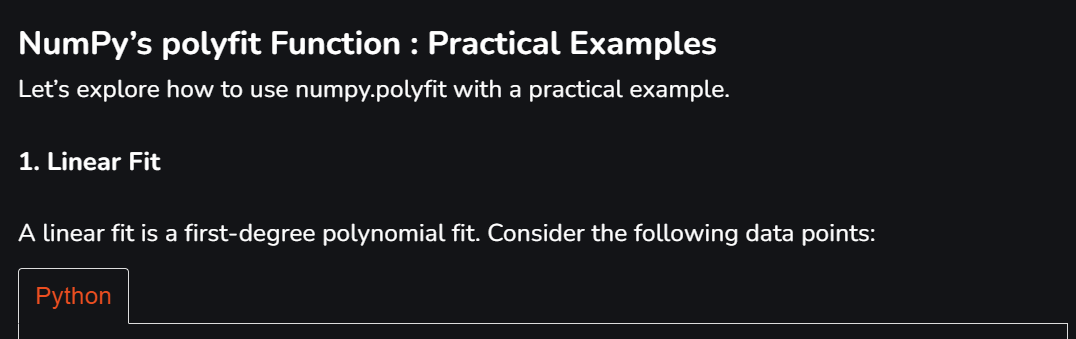 NumPy’s polyfit Function : Practical Examples
Let’s explore how to use numpy.polyfit with a practical example.
1. Linear Fit
A linear fit is a first-degree polynomial fit. Consider the following data points:
Python